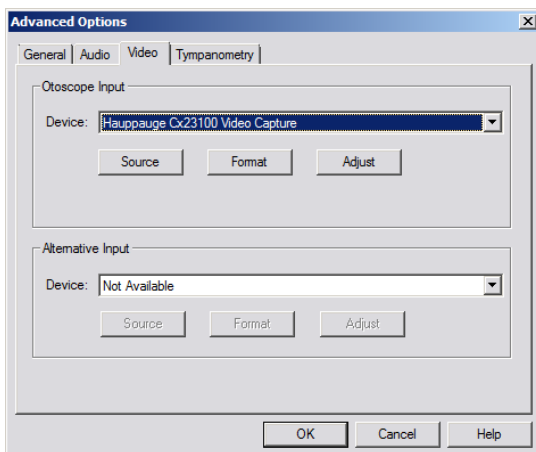 Advanced Options
General Audio Video Tympanometry
Otoscope Input
Device: Hauppauge Cx23100 Video Capture
Source Format Adjust
Alternative Input
Device: Not Available
Source Format Adjust
OK Cancel Help